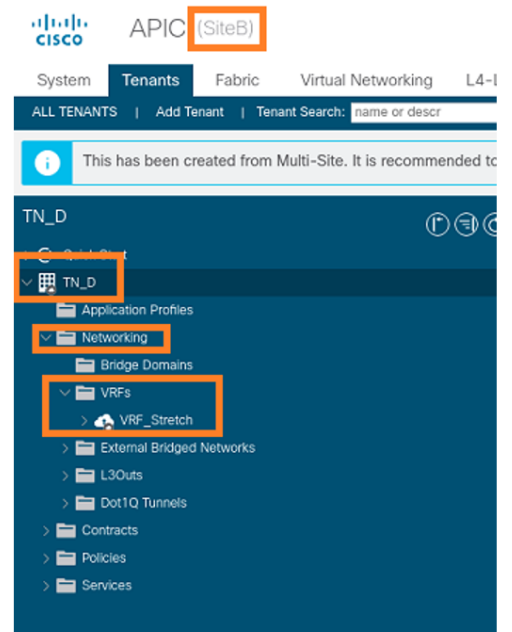 CISCO APIC (SiteB)
System Tenants Fabric Virtual Networking
ALL TENANTS | Add Tenant | Tenant Search: name or descr
i This has been created from Multi-Site. It is recommended to
TN_D
TN_D
Application Profiles
Networking
Bridge Domains
VRFs
VRF_Stretch
External Bridged Networks
L3Outs
Dot1Q Tunnels
Contracts
Policies
Services